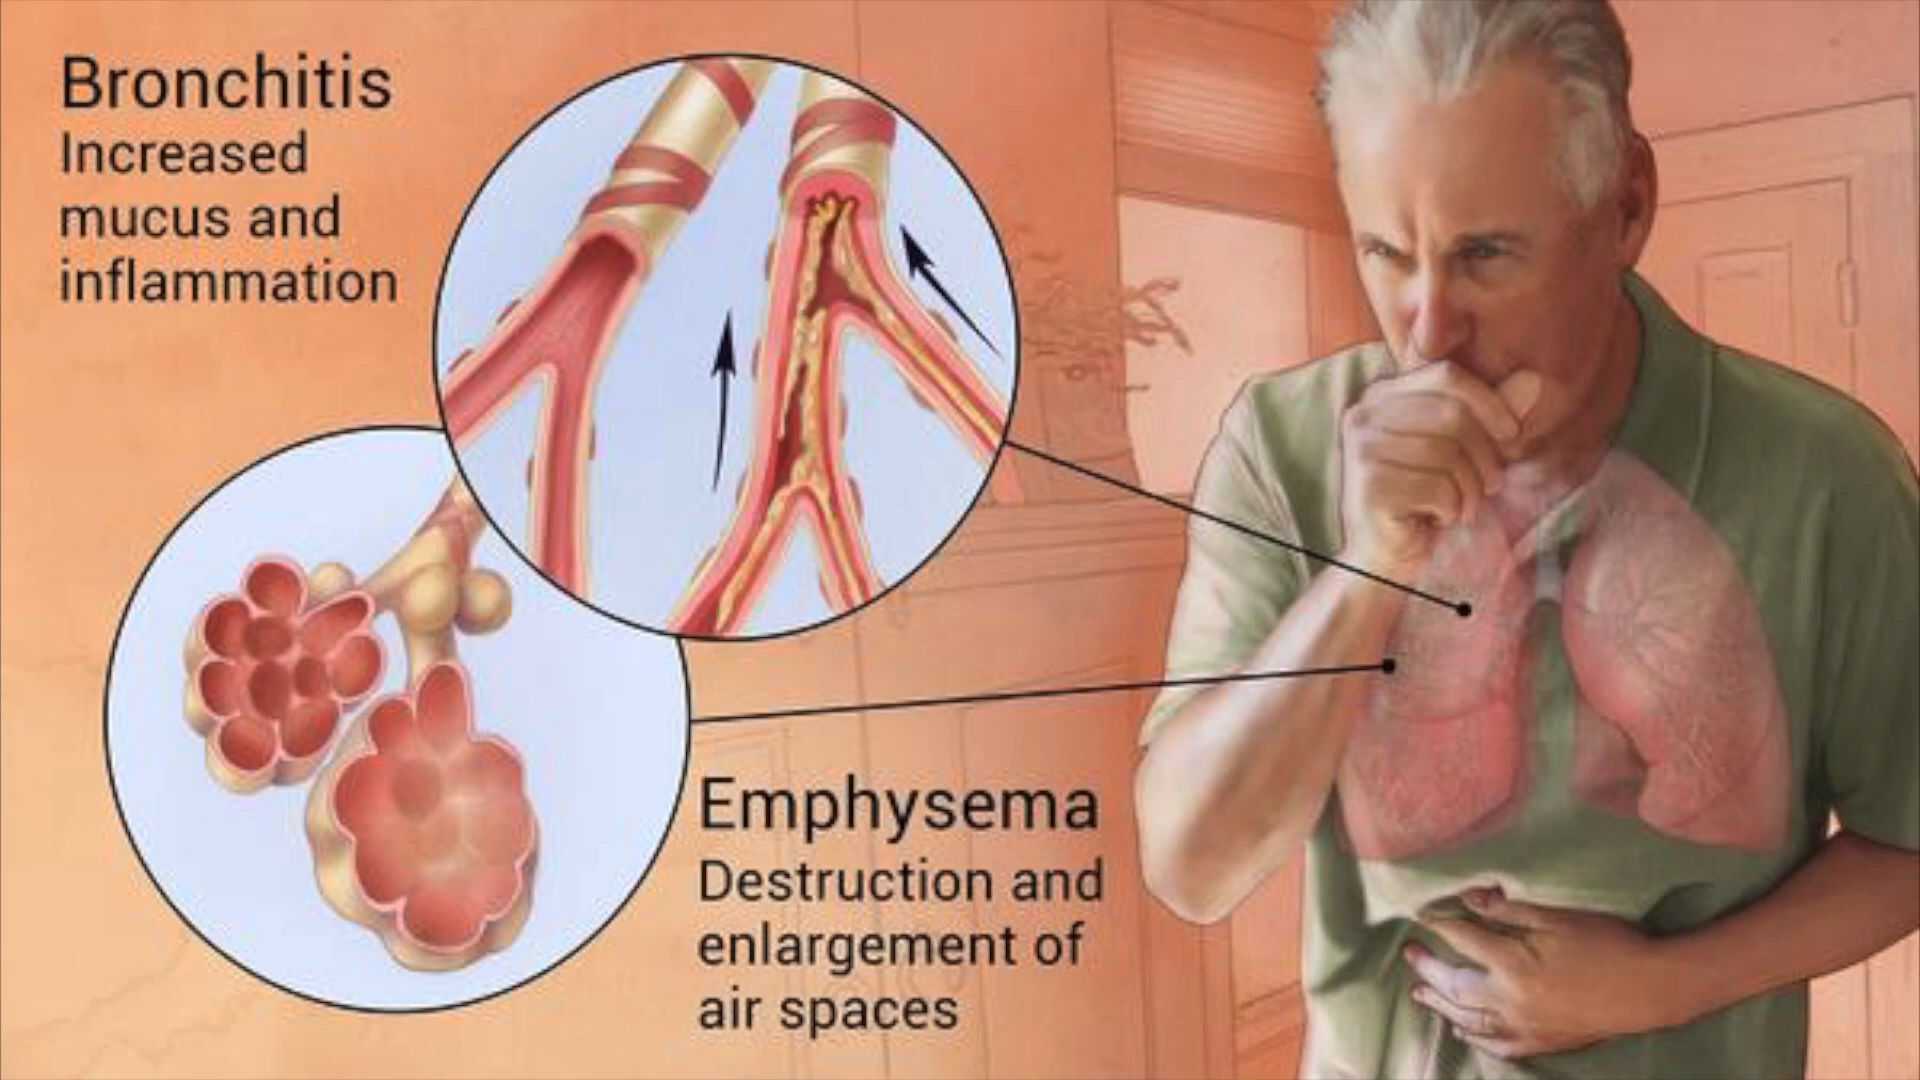 Bronchitis
Increased
mucus and
inflammation
Emphysema
Destruction and
enlargement of
air spaces